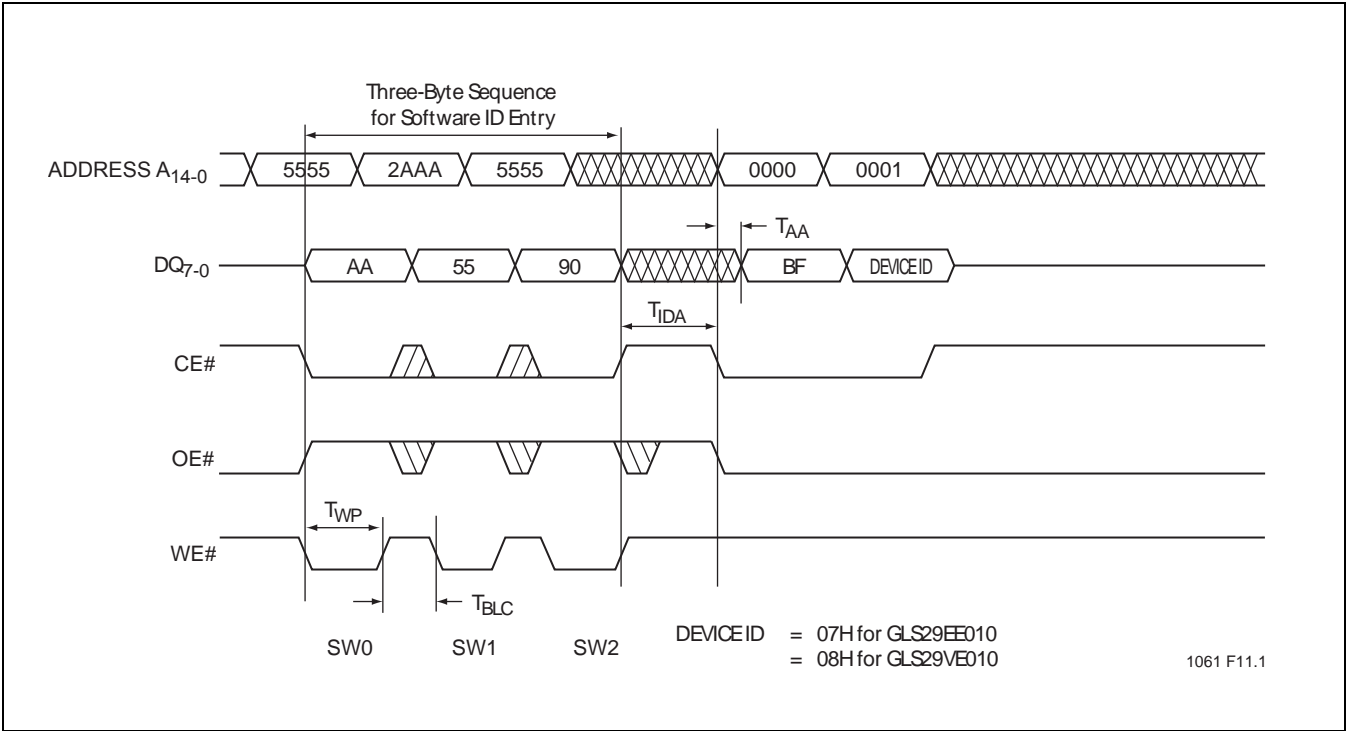 Three-Byte Sequence
for Software ID Entry
ADDRESS A14-0 5555 2AAA 5555 0000 0001
TAA
DQ7-0 AA 55 90 BF DEVICE ID
TIDA
CE#
OE#
TWP
WE#
TBLC
SW0 SW1 SW2
DEVICE ID = 07H for GLS29EE010
= 08H for GLS29VE010
1061 F11.1